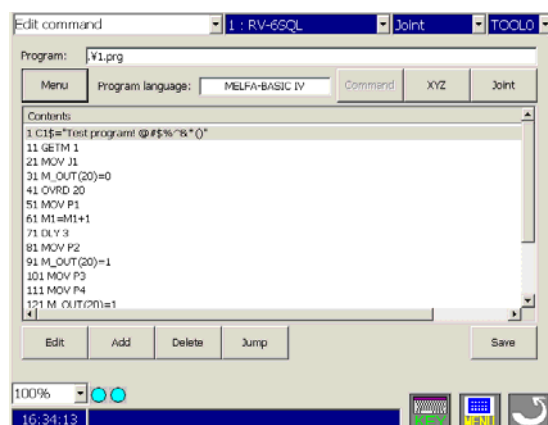 Edit command 1 : RV-6SQL Joint TOOL0
Program: .¥1.prg
Menu Program language: MELFA-BASIC IV Command XYZ Joint
Contents
1 C1$="Test program! @#$%^&*()"
11 GETM 1
21 MOV J1
31 M_OUT(20)=0
41 OVRD 20
51 MOV P1
61 M1=M1+1
71 DLY 3
81 MOV P2
91 M_OUT(20)=1
101 MOV P3
111 MOV P4
121 M_OUT(20)=1
Edit Add Delete Jump Save
100%
16:34:13 KEY MENU